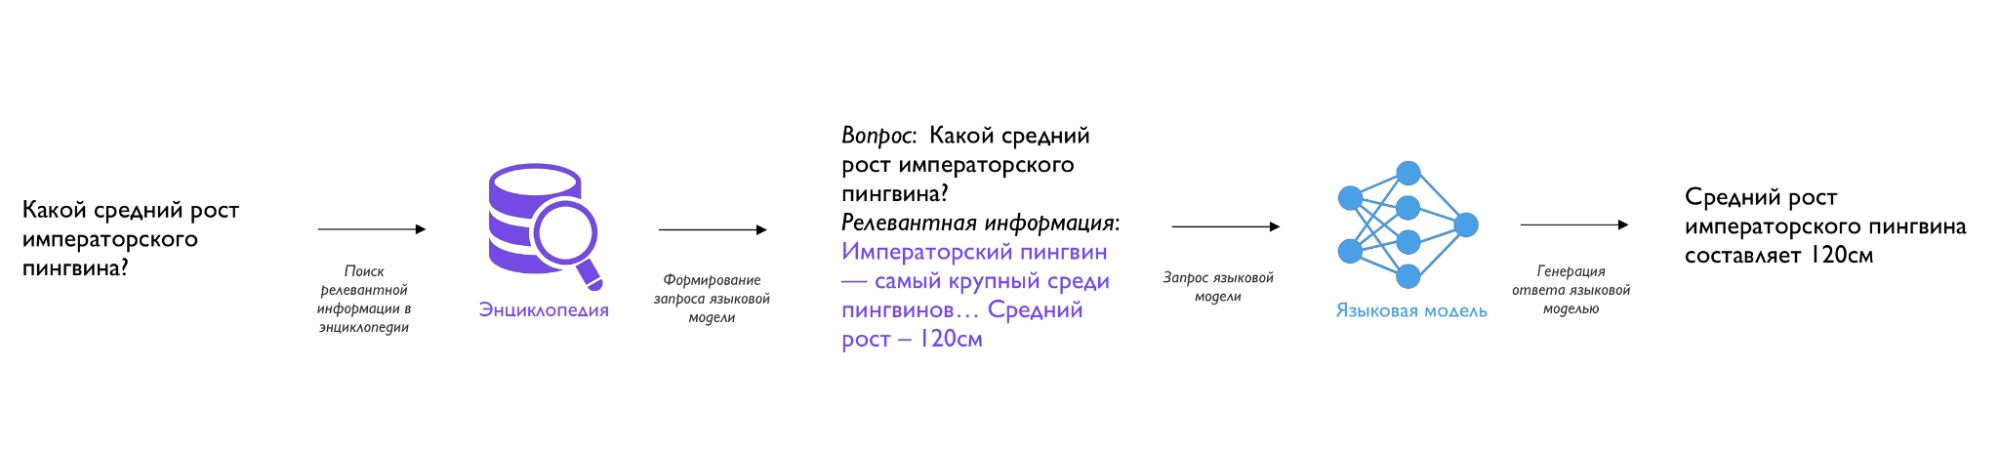 Какой средний рост
императорского
пингвина?
Поиск
релевантной
информации в
энциклопедии
Энциклопедия
Формирование
запроса языковой
модели
Вопрос: Какой средний
рост императорского
пингвина?
Релевантная информация:
Императорский пингвин
— самый крупный среди
пингвинов… Средний
рост – 120см
Запрос языковой
модели
Языковая модель
Генерация
ответа языковой
моделью
Средний рост
императорского пингвина
составляет 120см